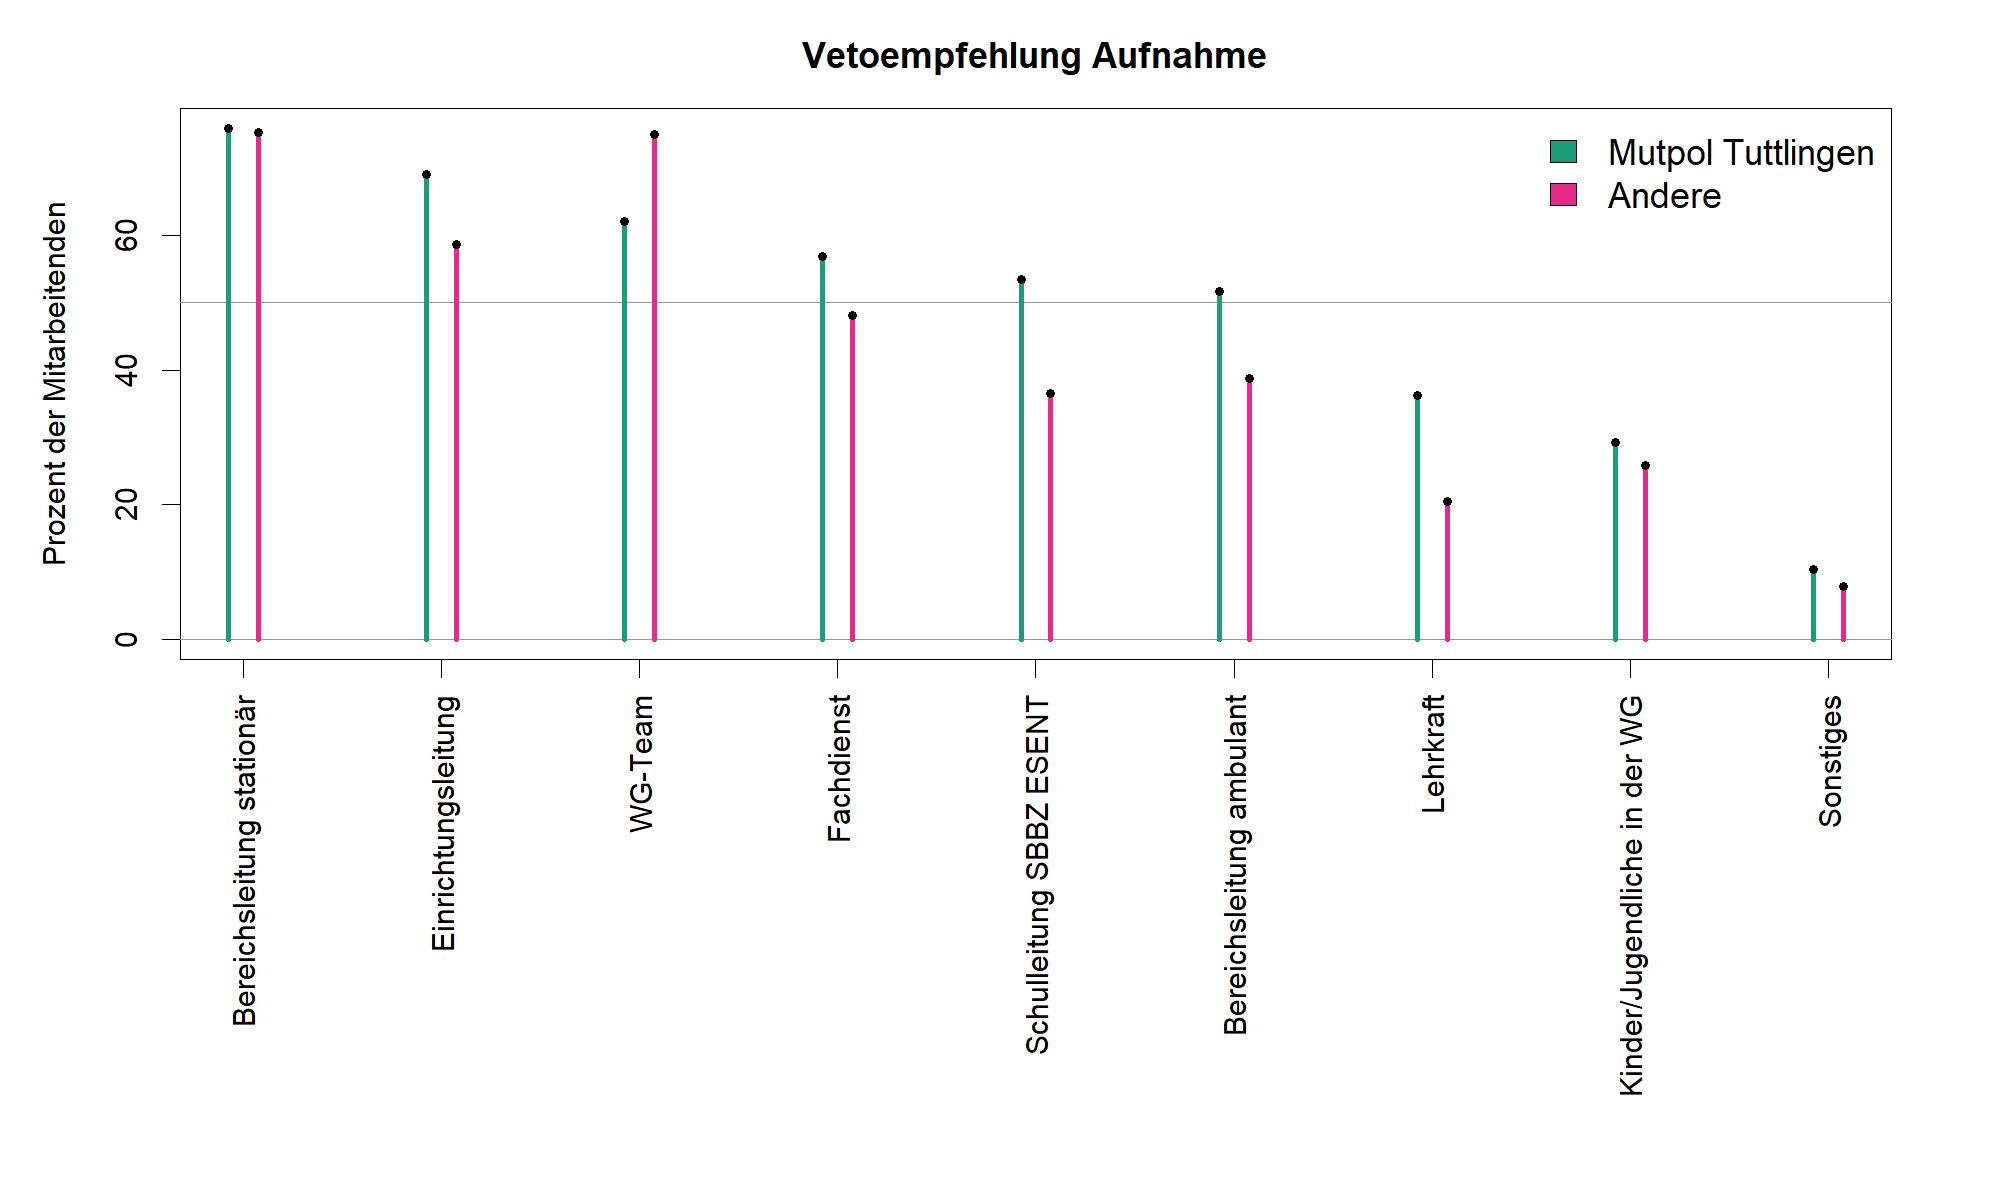 Vetoempfehlung Aufnahme
Mutpol Tuttlingen
Andere
Prozent der Mitarbeitenden
60
40
20
0
Bereichsleitung stationär
Einrichtungsleitung
WG-Team
Fachdienst
Schulleitung SBBZ ESENT
Bereichsleitung ambulant
Lehrkraft
Kinder/Jugendliche in der WG
Sonstiges